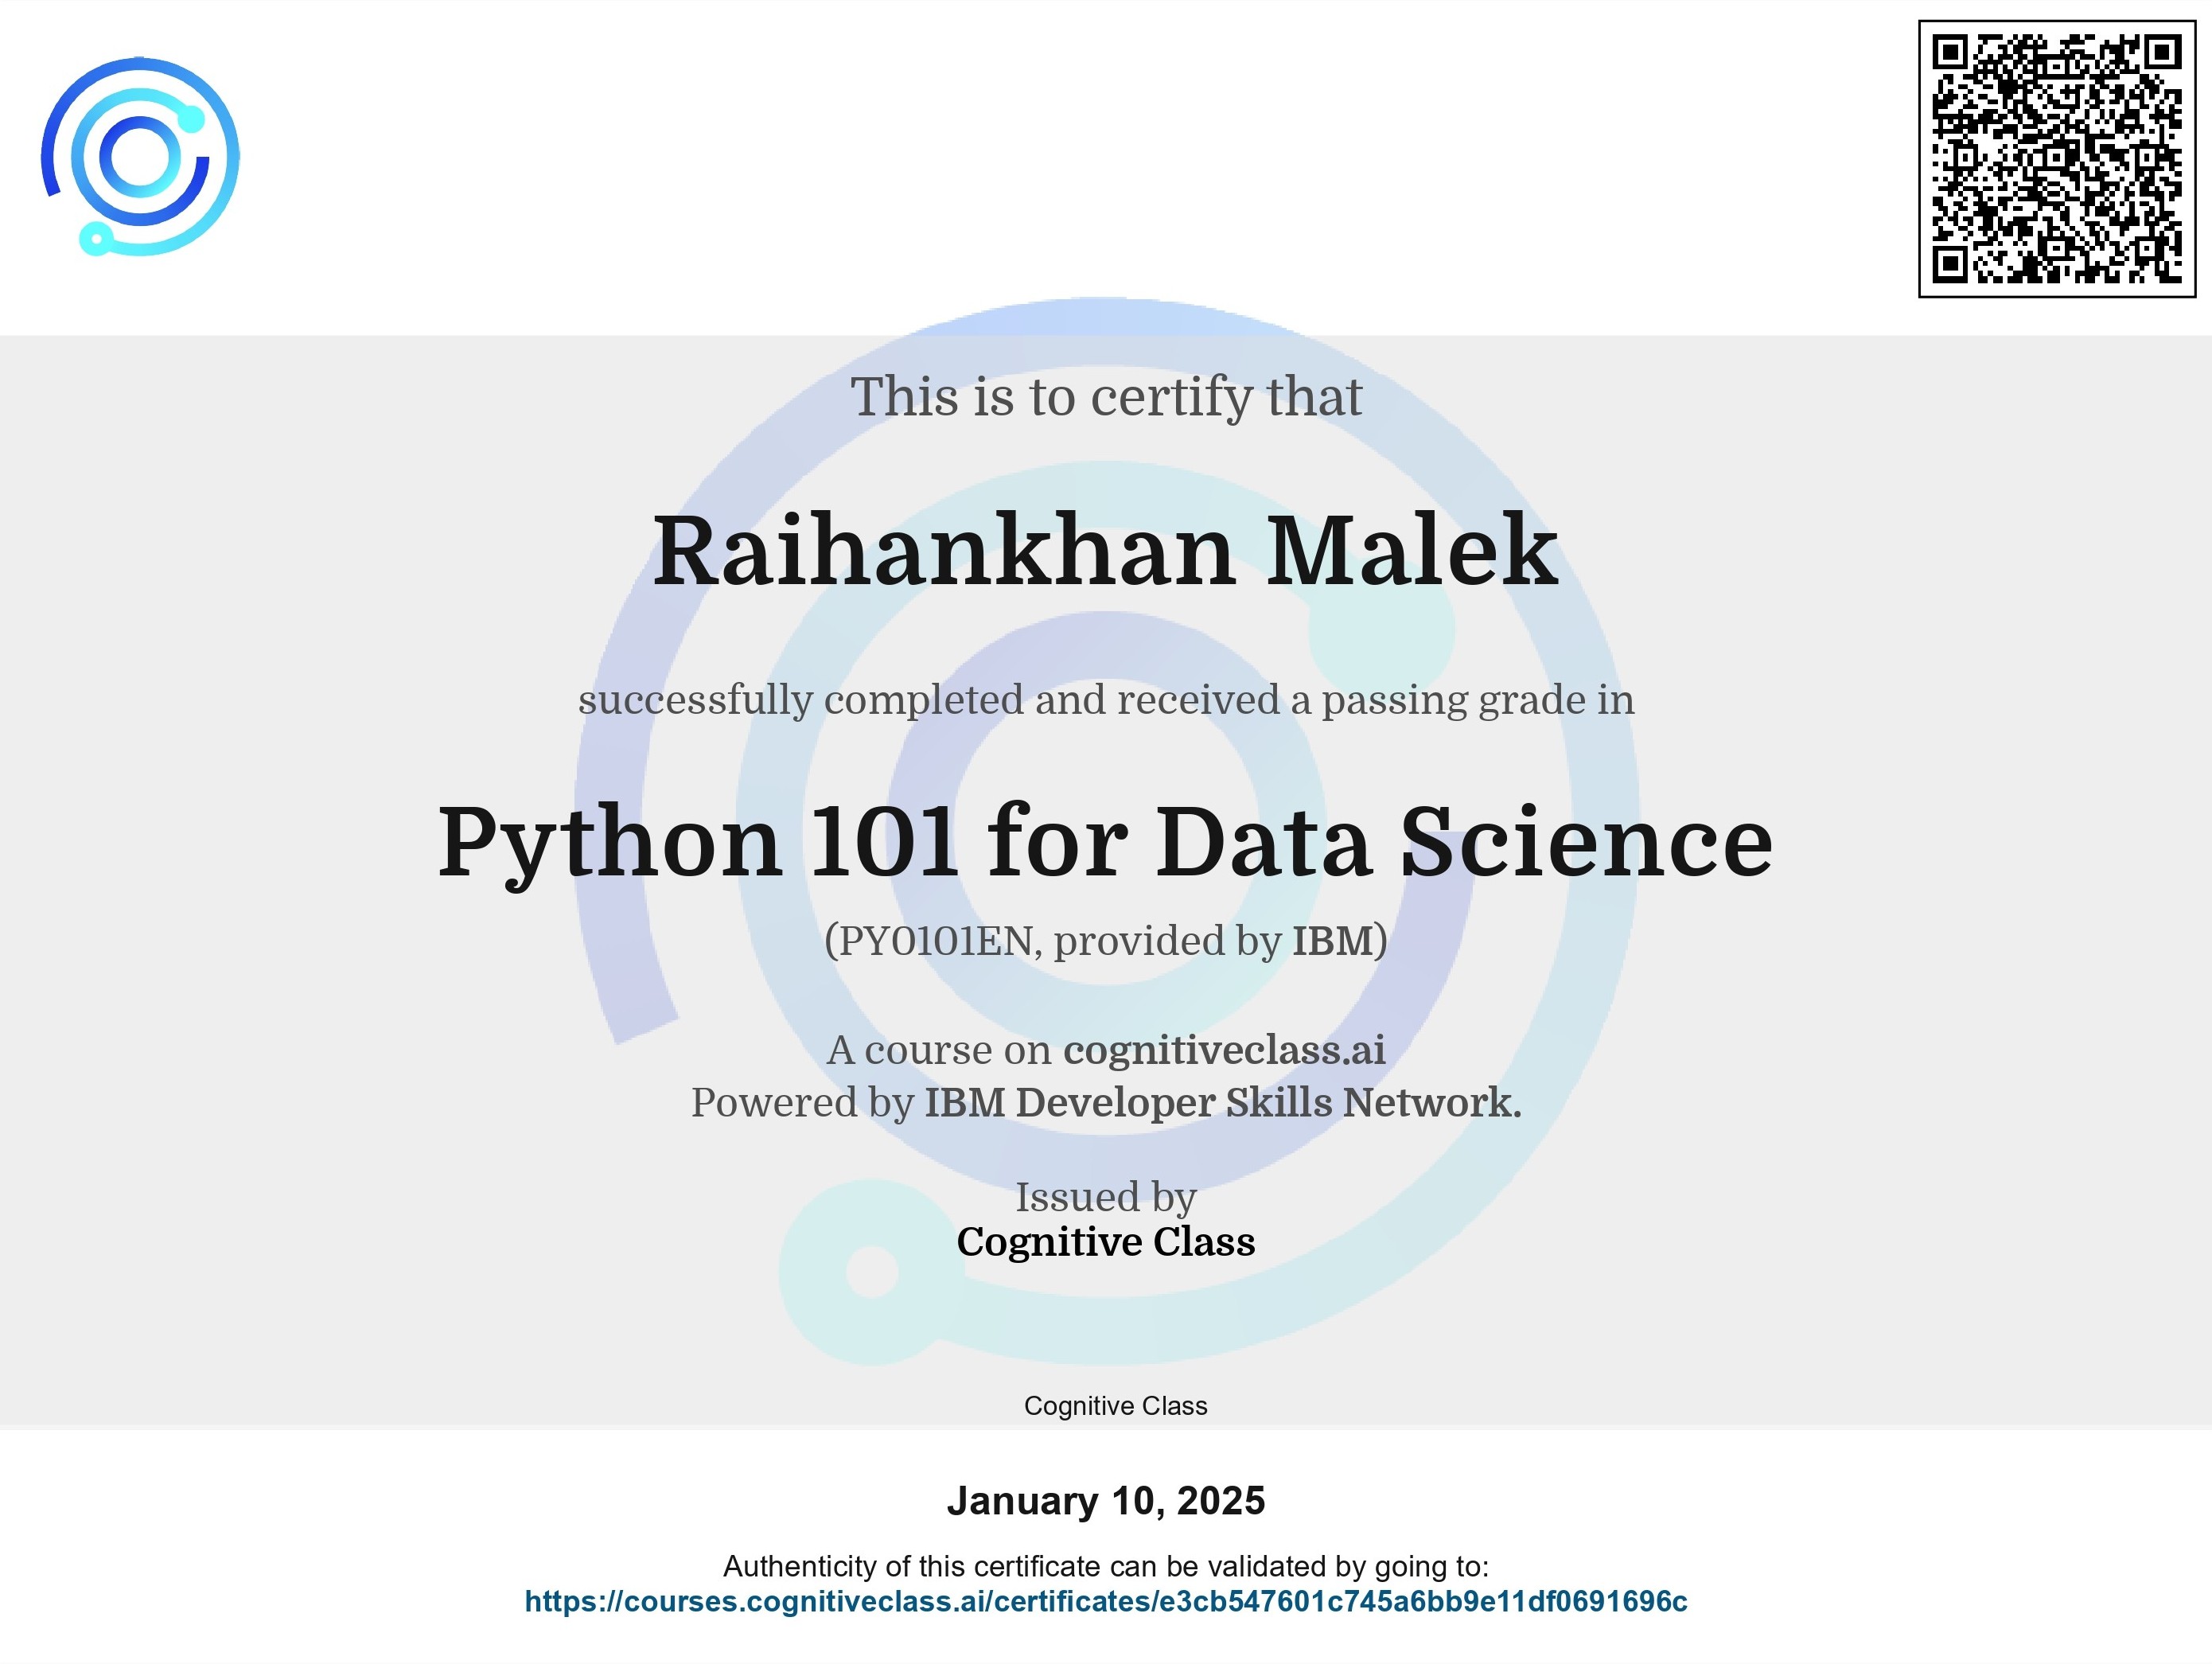 This is to certify that
Raihankhan Malek
successfully completed and received a passing grade in
Python 101 for Data Science
(PY0101EN, provided by IBM)
A course on cognitiveclass.ai
Powered by IBM Developer Skills Network.
Issued by
Cognitive Class
Cognitive Class
January 10, 2025
Authenticity of this certificate can be validated by going to:
https://courses.cognitiveclass.ai/certificates/e3cb547601c745a6bb9e11df0691696c